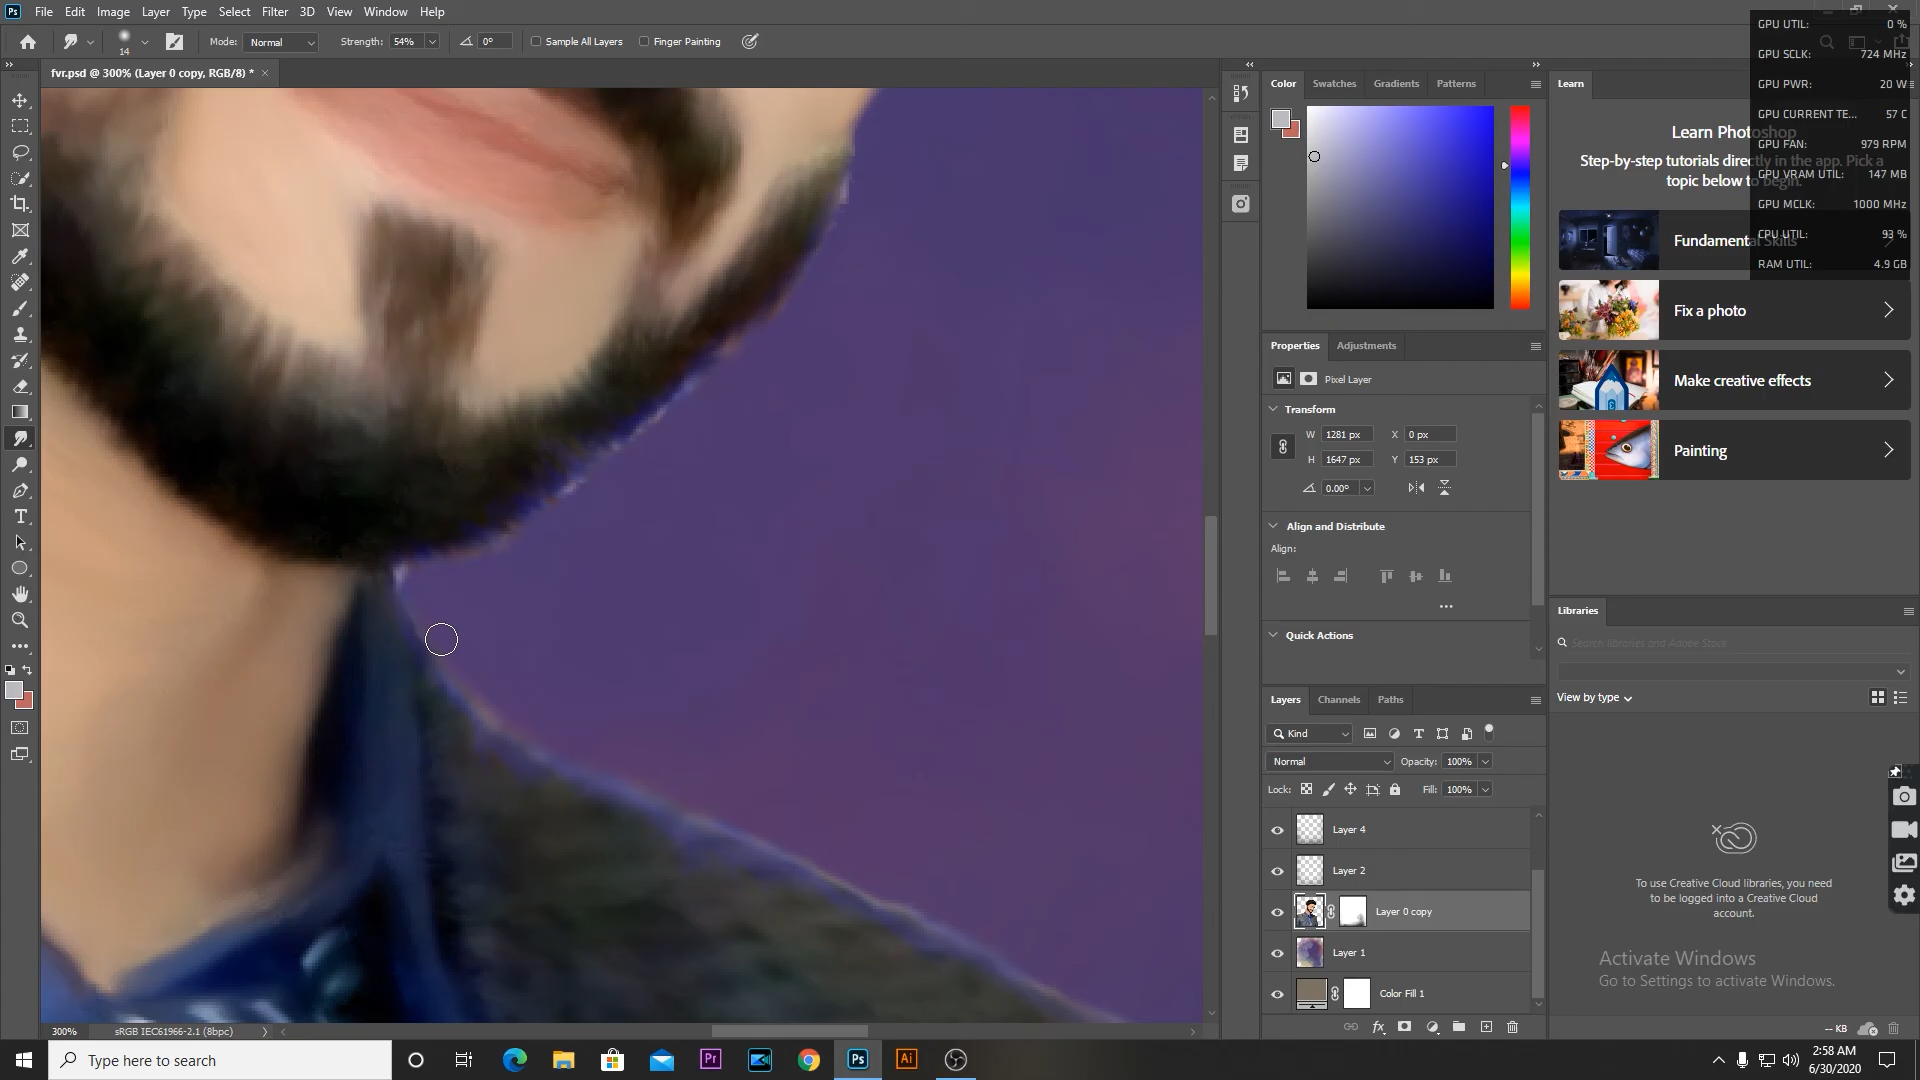 Ps File Edit Image Layer Type Select Filter 3D View Window Help
14 Mode: Normal Strength: 54% 0° Sample All Layers Finger Painting
fvr.psd @ 300% (Layer 0 copy, RGB/8) *
Color Swatches Gradients Patterns
Properties Adjustments
Pixel Layer
Transform
W 1281 px X 0 px
H 1647 px Y 153 px
0.00°
Align and Distribute
Align:
Quick Actions
Layers Channels Paths
Kind
Normal Opacity: 100%
Lock: Fill: 100%
Layer 4
Layer 2
Layer 0 copy
Layer 1
Color Fill 1
Learn
Learn Photoshop
Step-by-step tutorials directly in the app. Pick a
topic below to begin.
Fundamental Skills
Fix a photo
Make creative effects
Painting
GPU UTIL: 0 %
GPU SCLK: 724 MHz
GPU PWR: 20 W
GPU CURRENT TE... 57 C
GPU FAN: 979 RPM
GPU VRAM UTIL: 147 MB
GPU MCLK: 1000 MHz
CPU UTIL: 93 %
RAM UTIL: 4.9 GB
Libraries
Search libraries and Adobe Stock
View by type
To use Creative Cloud libraries, you need
to be logged into a Creative Cloud
account.
Activate Windows
Go to Settings to activate Windows.
-- KB
300% sRGB IEC61966-2.1 (8bpc)
Type here to search
Pr Ps Ai
2:58 AM
6/30/2020